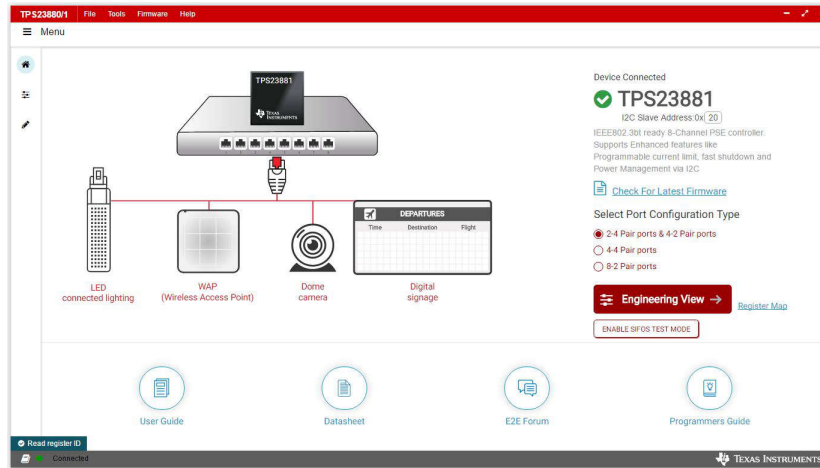 TPS23880/1 File Tools Firmware Help
Menu
TPS23881
TEXAS
INSTRUMENTS
DEPARTURES
Time Destination Flight
LED
connected lighting
WAP
(Wireless Access Point)
Dome
camera
Digital
signage
Device Connected
TPS23881
I2C Slave Address:0x 20
IEEE802.3bt ready 8-Channel PSE controller.
Supports Enhanced features like
Programmable current limit, fast shutdown and
Power Management via I2C
Check For Latest Firmware
Select Port Configuration Type
2-4 Pair ports & 4-2 Pair ports
4-4 Pair ports
8-2 Pair ports
Engineering View →
Register Map
ENABLE SIFOS TEST MODE
User Guide
Datasheet
E2E Forum
Programmers Guide
Read register ID
Connected
TEXAS INSTRUMENTS